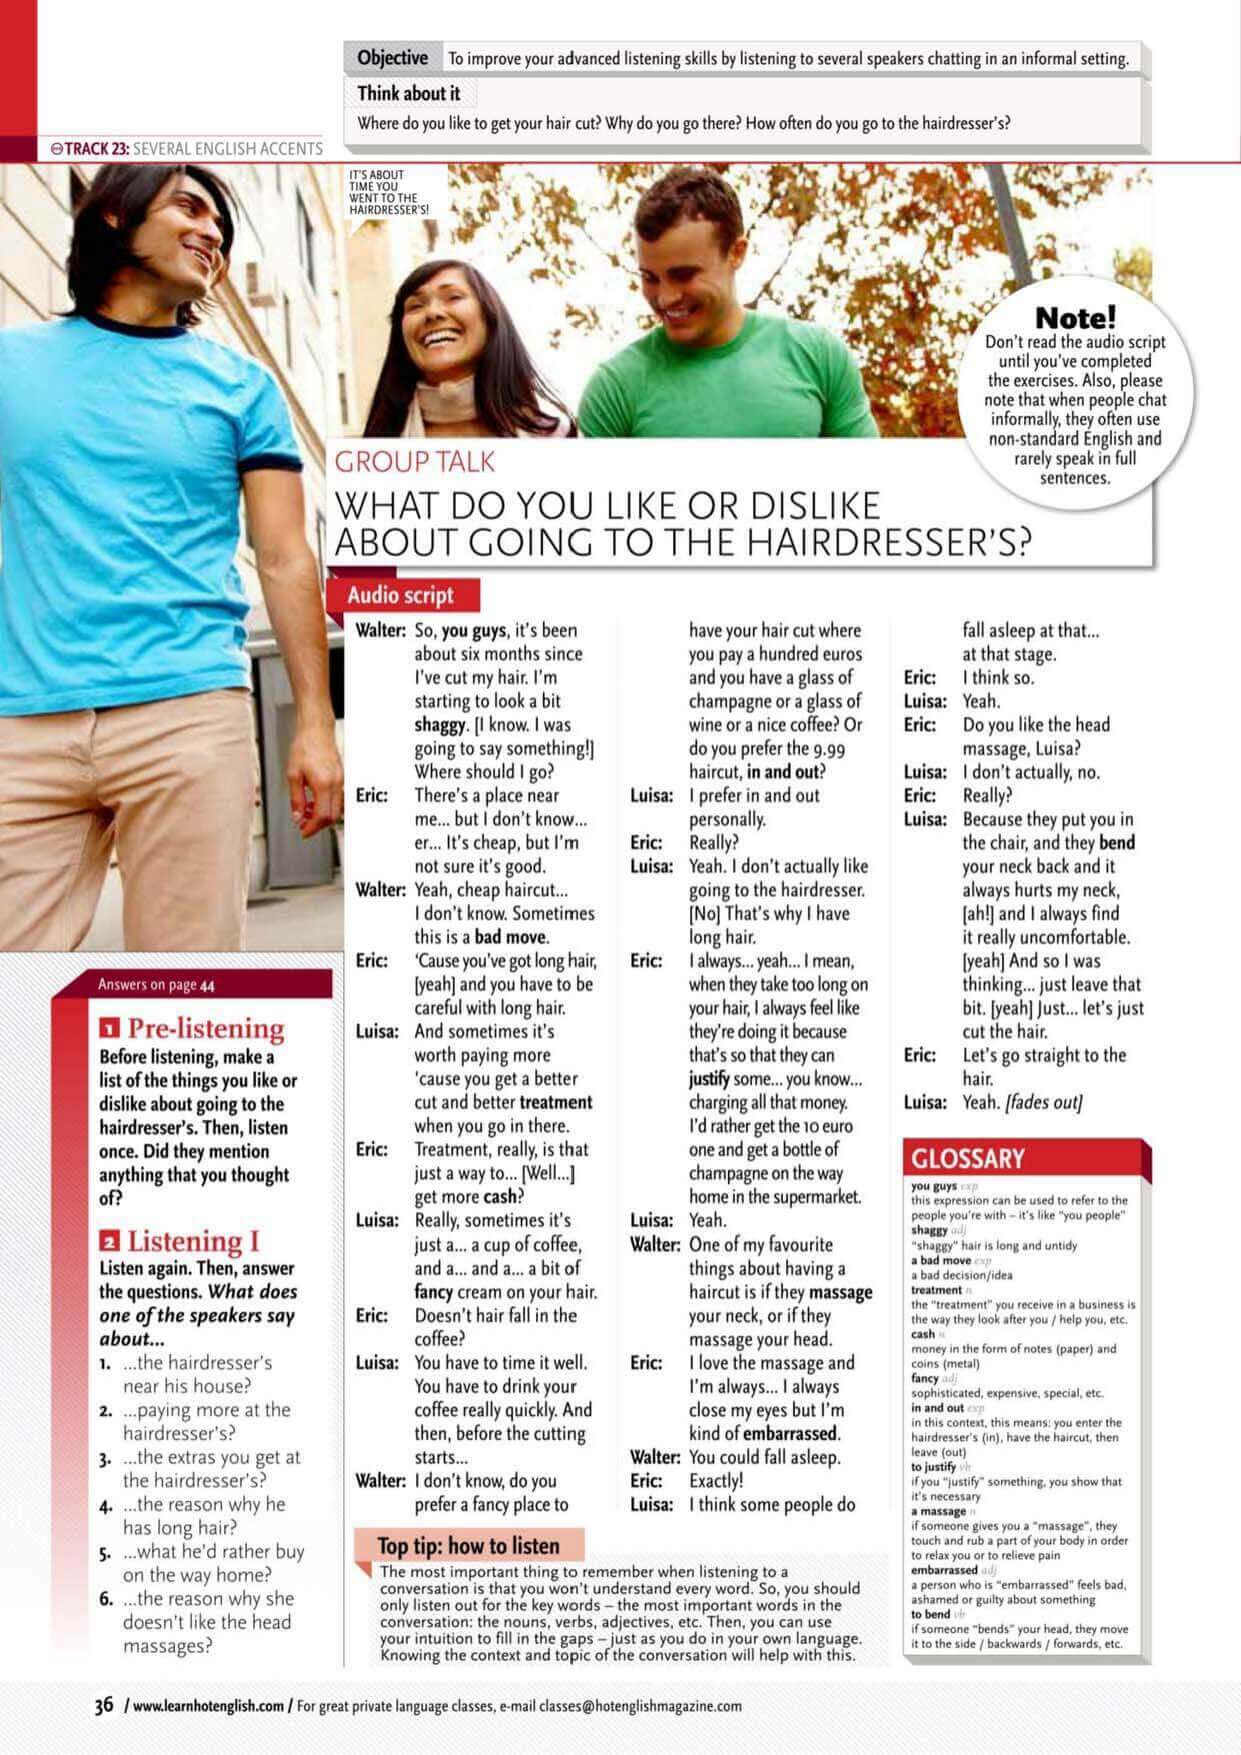 Objective To improve your advanced listening skills by listening to several speakers chatting in an informal setting.
Think about it
Where do you like to get your hair cut? Why do you go there? How often do you go to the hairdresser's?
TRACK 23: SEVERAL ENGLISH ACCENTS
IT'S ABOUT
TIME YOU
WENT TO THE
HAIRDRESSER'S!
Note!
Don't read the audio script
until you've completed
the exercises. Also, please
note that when people chat
informally, they often use
non-standard English and
rarely speak in full
sentences.
GROUP TALK
WHAT DO YOU LIKE OR DISLIKE
ABOUT GOING TO THE HAIRDRESSER'S?
Answers on page 44
1 Pre-listening
Before listening, make a
list of the things you like or
dislike about going to the
hairdresser's. Then, listen
once. Did they mention
anything that you thought
of?
2 Listening I
Listen again. Then, answer
the questions. What does
one of the speakers say
about...
1. ...the hairdresser's
near his house?
2. ...paying more at the
hairdresser's?
3. ...the extras you get at
the hairdresser's?
4. ...the reason why he
has long hair?
5. ...what he'd rather buy
on the way home?
6. ...the reason why she
doesn't like the head
massages?
Audio script
Walter: So, you guys, it's been
about six months since
I've cut my hair. I'm
starting to look a bit
shaggy. [I know. I was
going to say something!]
Where should I go?
Eric: There's a place near
me... but I don't know...
er... It's cheap, but I'm
not sure it's good.
Walter: Yeah, cheap haircut...
I don't know. Sometimes
this is a bad move.
Eric: 'Cause you've got long hair,
[yeah] and you have to be
careful with long hair.
Luisa: And sometimes it's
worth paying more
'cause you get a better
cut and better treatment
when you go in there.
Eric: Treatment, really, is that
just a way to... [Well...]
get more cash?
Luisa: Really, sometimes it's
just a... a cup of coffee,
and a... and a... a bit of
fancy cream on your hair.
Eric: Doesn't hair fall in the
coffee?
Luisa: You have to time it well.
You have to drink your
coffee really quickly. And
then, before the cutting
starts...
Walter: I don't know, do you
prefer a fancy place to
have your hair cut where
you pay a hundred euros
and you have a glass of
champagne or a glass of
wine or a nice coffee? Or
do you prefer the 9.99
haircut, in and out?
Luisa: I prefer in and out
personally.
Eric: Really?
Luisa: Yeah. I don't actually like
going to the hairdresser.
[No] That's why I have
long hair.
Eric: I always... yeah... I mean,
when they take too long on
your hair, I always feel like
they're doing it because
that's so that they can
justify some... you know...
charging all that money.
I'd rather get the 10 euro
one and get a bottle of
champagne on the way
home in the supermarket.
Luisa: Yeah.
Walter: One of my favourite
things about having a
haircut is if they massage
your neck, or if they
massage your head.
Eric: I love the massage and
I'm always... I always
close my eyes but I'm
kind of embarrassed.
Walter: You could fall asleep.
Eric: Exactly!
Luisa: I think some people do
fall asleep at that...
at that stage.
Eric: I think so.
Luisa: Yeah.
Eric: Do you like the head
massage, Luisa?
Luisa: I don't actually, no.
Eric: Really?
Luisa: Because they put you in
the chair, and they bend
your neck back and it
always hurts my neck,
[ah!] and I always find
it really uncomfortable.
[yeah] And so I was
thinking... just leave that
bit. [yeah] Just... let's just
cut the hair.
Eric: Let's go straight to the
hair.
Luisa: Yeah. [fades out]
Top tip: how to listen
The most important thing to remember when listening to a
conversation is that you won't understand every word. So, you should
only listen out for the key words – the most important words in the
conversation: the nouns, verbs, adjectives, etc. Then, you can use
your intuition to fill in the gaps – just as you do in your own language.
Knowing the context and topic of the conversation will help with this.
GLOSSARY
you guys exp
this expression can be used to refer to the
people you're with – it's like "you people"
shaggy adj
"shaggy" hair is long and untidy
a bad move exp
a bad decision/idea
treatment n
the "treatment" you receive in a business is
the way they look after you / help you, etc.
cash n
money in the form of notes (paper) and
coins (metal)
fancy adj
sophisticated, expensive, special, etc.
in and out exp
in this context, this means: you enter the
hairdresser's (in), have the haircut, then
leave (out)
to justify vb
if you "justify" something, you show that
it's necessary
a massage n
if someone gives you a "massage", they
touch and rub a part of your body in order
to relax you or to relieve pain
embarrassed adj
a person who is "embarrassed" feels bad,
ashamed or guilty about something
to bend vb
if someone "bends" your head, they move
it to the side / backwards / forwards, etc.
36 / www.learnhotenglish.com / For great private language classes, e-mail classes@hotenglishmagazine.com